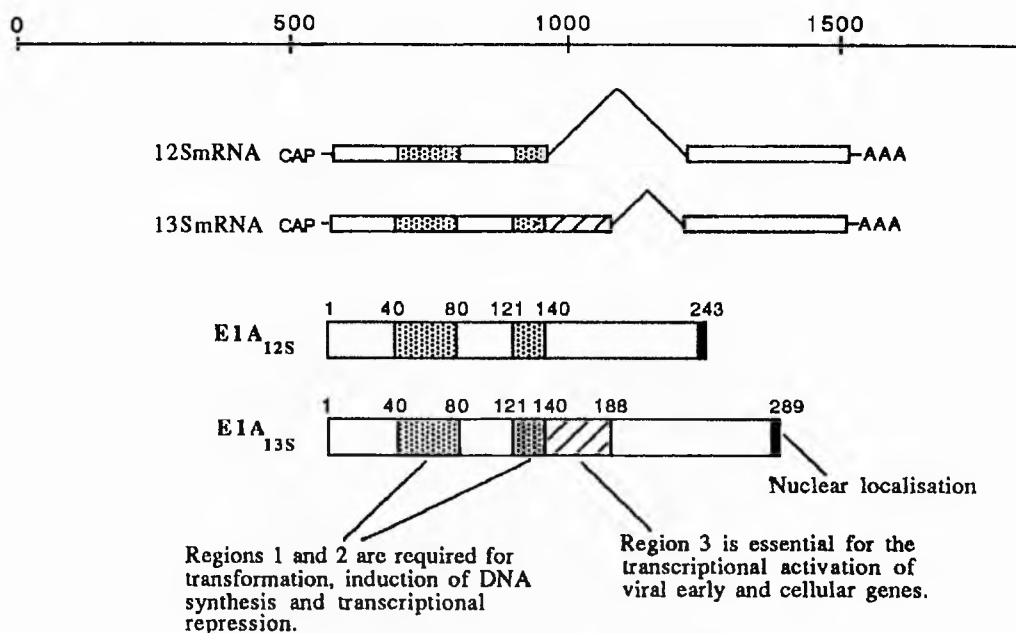 0 500 1000 1500
12SmRNA CAP AAA
13SmRNA CAP AAA
1 40 80 121 140 243
E1A12S
1 40 80 121 140 188 289
E1A13S
Nuclear localisation
Regions 1 and 2 are required for
transformation, induction of DNA
synthesis and transcriptional
repression.
Region 3 is essential for the
transcriptional activation of
viral early and cellular genes.